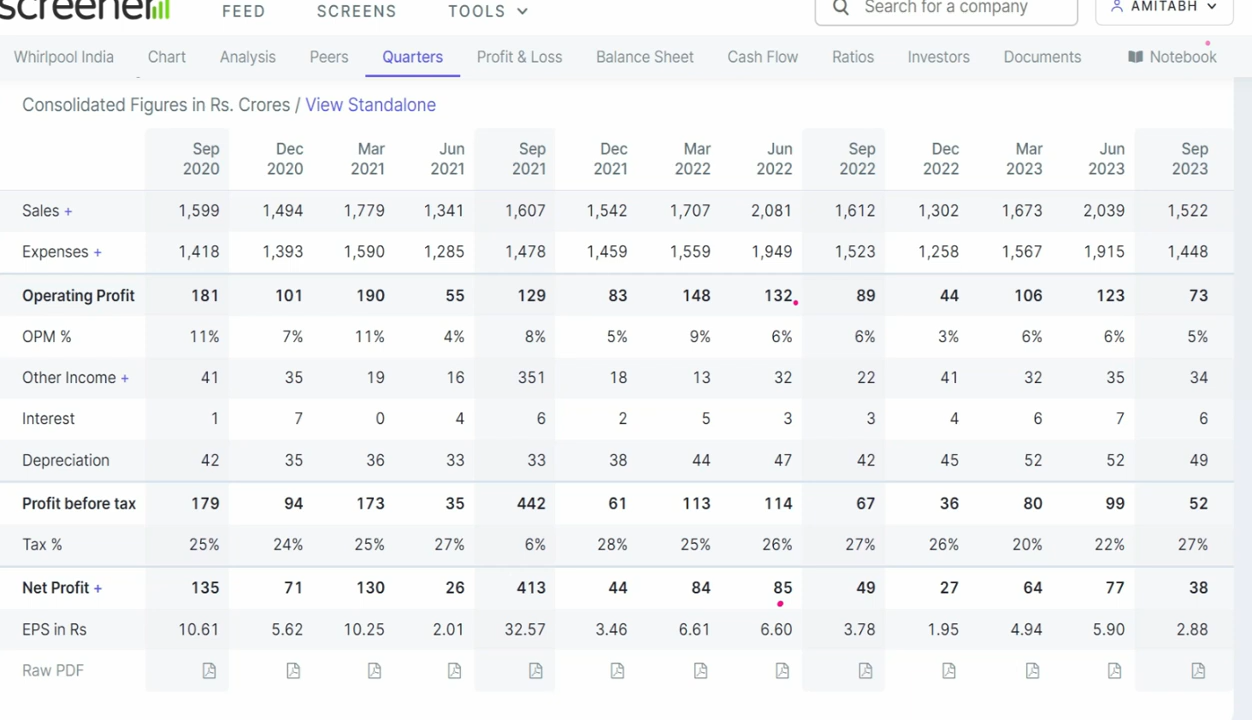 screener
FEED SCREENS TOOLS Search for a company AMITABH
Whirlpool India Chart Analysis Peers Quarters Profit & Loss Balance Sheet Cash Flow Ratios Investors Documents Notebook
Consolidated Figures in Rs. Crores / View Standalone
Sep 2020 Dec 2020 Mar 2021 Jun 2021 Sep 2021 Dec 2021 Mar 2022 Jun 2022 Sep 2022 Dec 2022 Mar 2023 Jun 2023 Sep 2023
Sales + 1,599 1,494 1,779 1,341 1,607 1,542 1,707 2,081 1,612 1,302 1,673 2,039 1,522
Expenses + 1,418 1,393 1,590 1,285 1,478 1,459 1,559 1,949 1,523 1,258 1,567 1,915 1,448
Operating Profit 181 101 190 55 129 83 148 132 89 44 106 123 73
OPM % 11% 7% 11% 4% 8% 5% 9% 6% 6% 3% 6% 6% 5%
Other Income + 41 35 19 16 351 18 13 32 22 41 32 35 34
Interest 1 7 0 4 6 2 5 3 3 4 6 7 6
Depreciation 42 35 36 33 33 38 44 47 42 45 52 52 49
Profit before tax 179 94 173 35 442 61 113 114 67 36 80 99 52
Tax % 25% 24% 25% 27% 6% 28% 25% 26% 27% 26% 20% 22% 27%
Net Profit + 135 71 130 26 413 44 84 85 49 27 64 77 38
EPS in Rs 10.61 5.62 10.25 2.01 32.57 3.46 6.61 6.60 3.78 1.95 4.94 5.90 2.88
Raw PDF